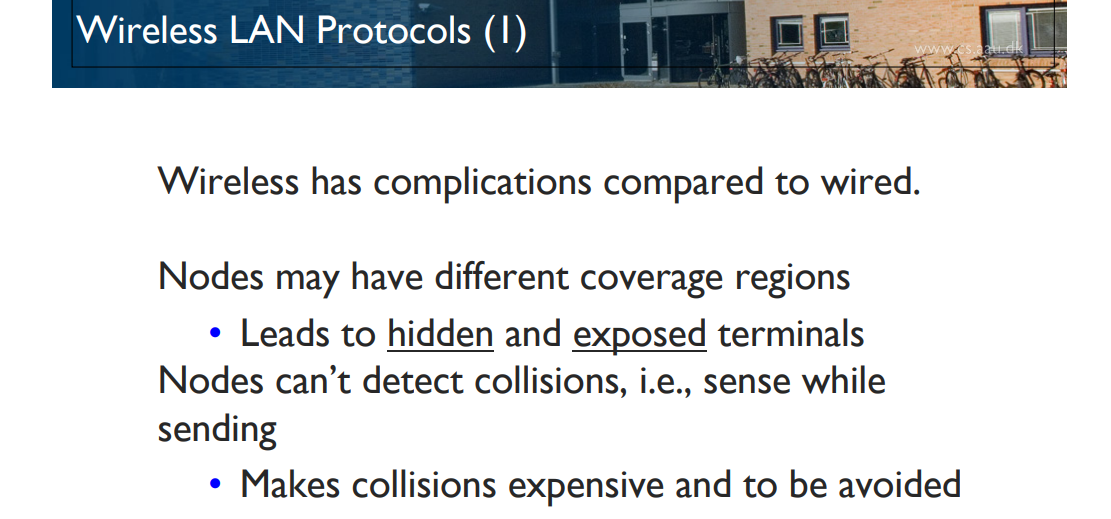 Wireless LAN Protocols (1)
www.cs.aau.dk
Wireless has complications compared to wired.
Nodes may have different coverage regions
• Leads to hidden and exposed terminals
Nodes can’t detect collisions, i.e., sense while
sending
• Makes collisions expensive and to be avoided